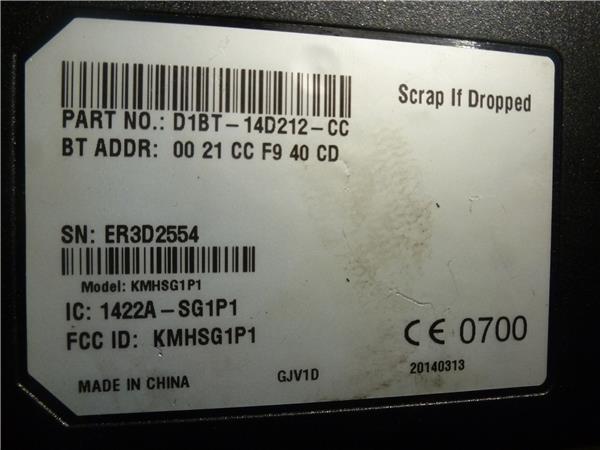 Scrap If Dropped
PART NO.: D1BT-14D212-CC
BT ADDR: 00 21 CC F9 40 CD
SN: ER3D2554
Model: KMHSG1P1
IC: 1422A-SG1P1
FCC ID: KMHSG1P1
CE 0700
20140313
MADE IN CHINA
GJV1D